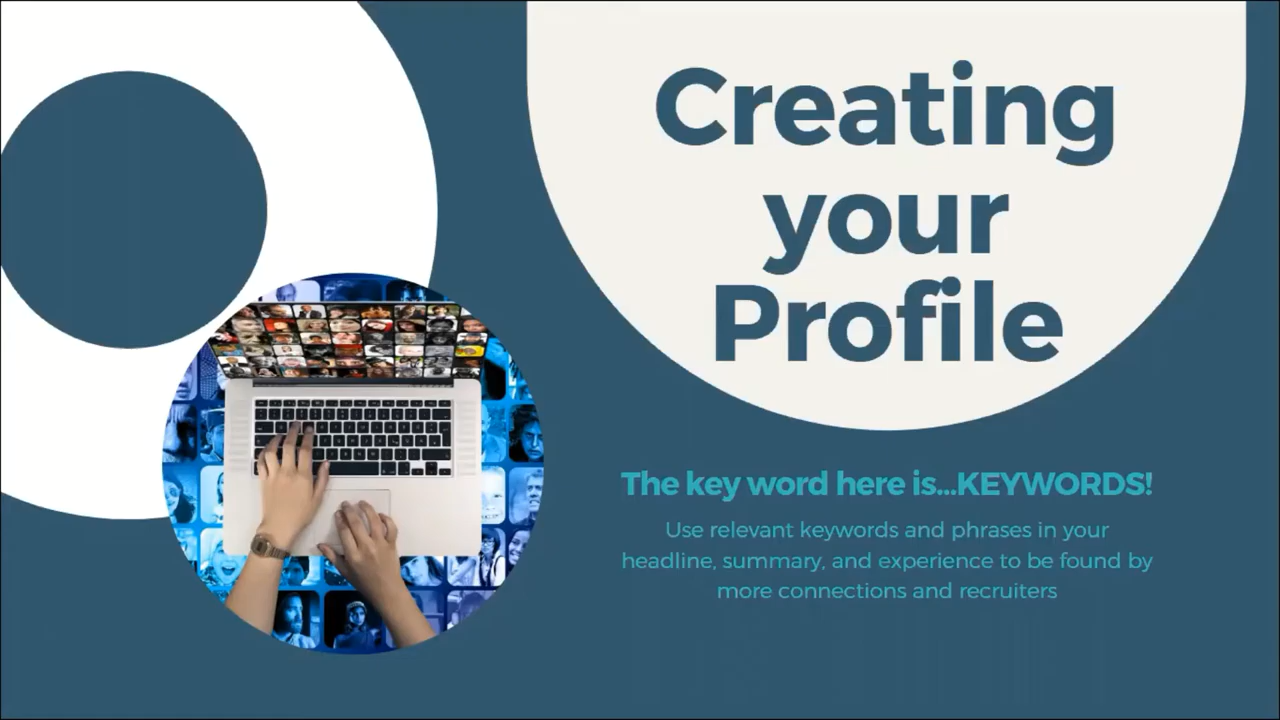 Creating
your
Profile
The key word here is...KEYWORDS!
Use relevant keywords and phrases in your
headline, summary, and experience to be found by
more connections and recruiters